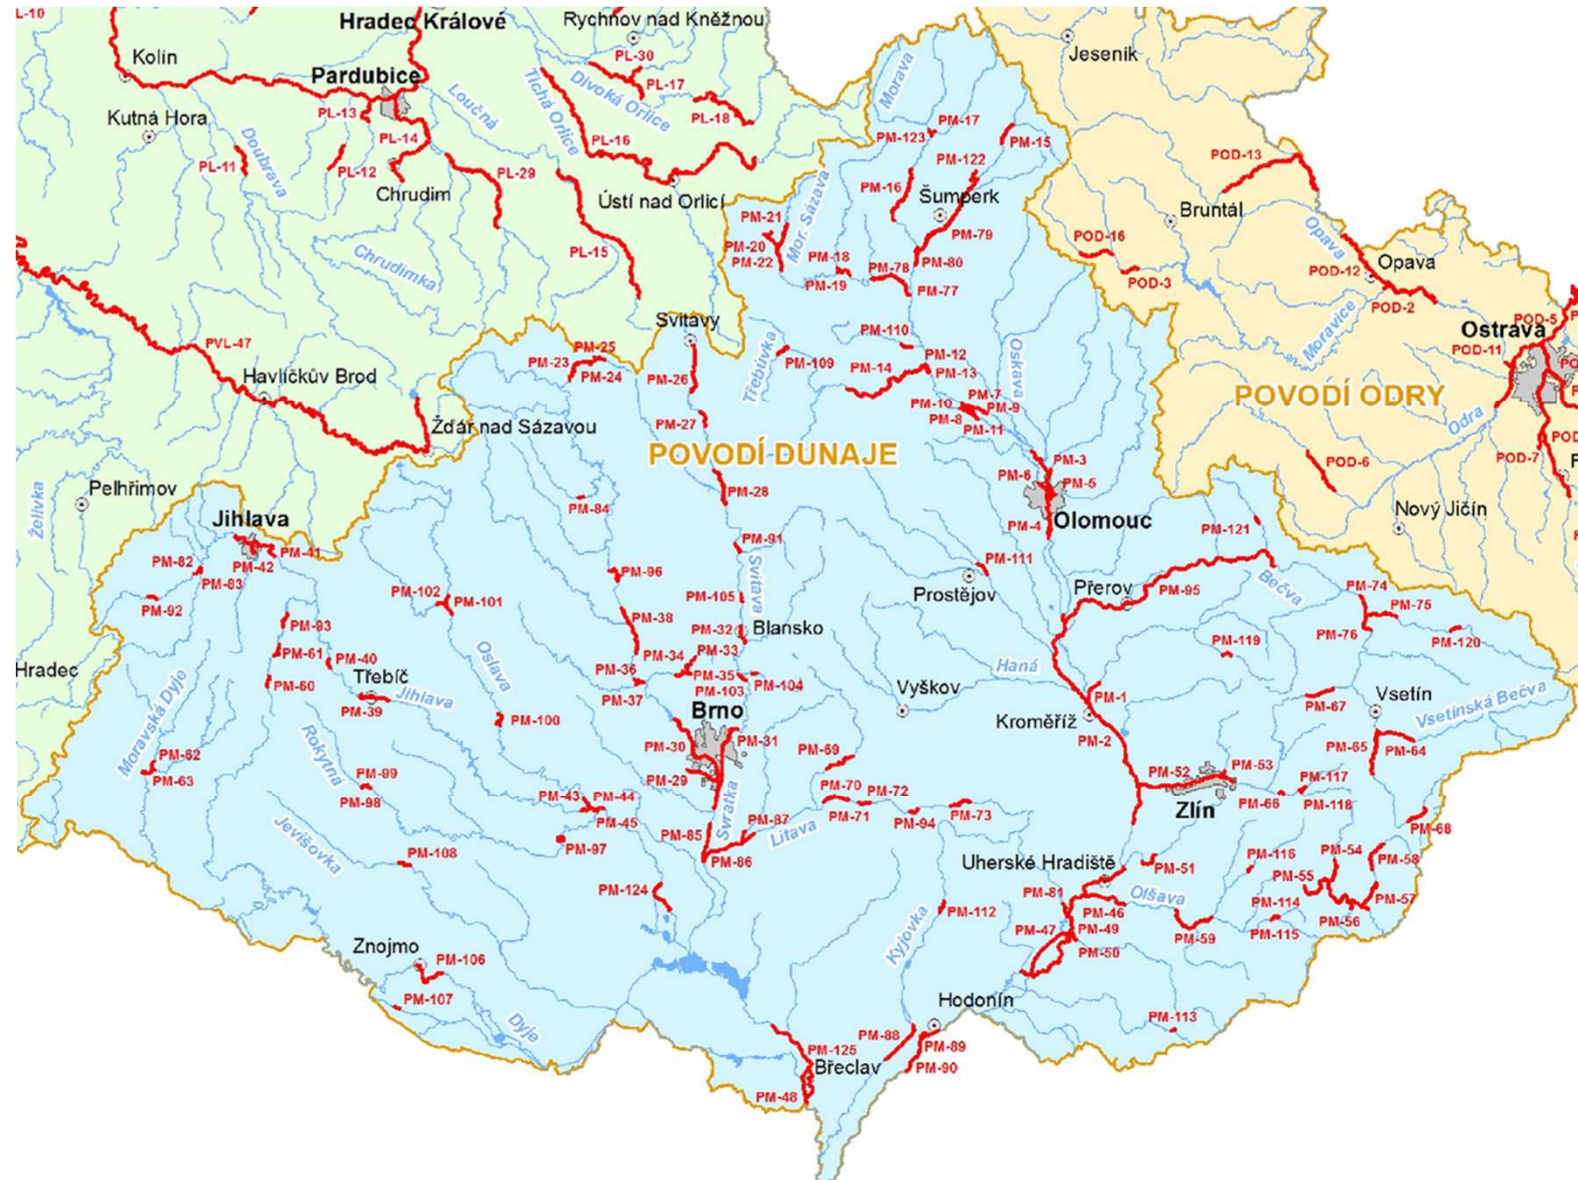 L-10
Hradec Králové
Rychnov nad Kněžnou
Jeseník
Kolín
Pardubice
PL-30
PL-17
Divoká Orlice
Tichá Orlice
Loučná
Morava
PL-13
Kutná Hora
PL-14
PL-18
PM-17
PM-123
PM-15
PL-16
Doubrava
PL-11
PL-12
Chrudim
PL-29
PM-122
POD-13
PM-16
Šumperk
Mor. Sázava
Ústí nad Orlicí
Bruntál
PM-21
PM-20
PM-22
PM-79
POD-16
Opava
PL-15
Chrudimka
PM-18
PM-19
PM-78
PM-80
PM-77
POD-3
POD-12
Opava
POD-2
Svitavy
Moravice
POD-5
Ostrava
POD-11
PVL-47
PM-25
PM-23
PM-24
Třebůvka
PM-110
PM-109
PM-14
PM-12
PM-13
Oskava
Havlíčkův Brod
PM-26
PM-7
PM-10
PM-9
PM-8
PM-11
POVODÍ ODRY
Odra
Žďár nad Sázavou
PM-27
POVODÍ DUNAJE
PM-3
PM-6
PM-5
POD-6
POD-7
Pelhřimov
Želivka
PM-28
PM-84
PM-4
Olomouc
Nový Jičín
Jihlava
PM-41
PM-42
PM-91
Svitava
PM-121
PM-82
PM-83
PM-96
PM-111
Prostějov
Přerov
PM-95
Bečva
PM-74
PM-92
PM-102
PM-101
PM-105
PM-75
PM-93
PM-38
PM-32
Blansko
PM-76
PM-120
PM-61
PM-40
Oslava
PM-34
PM-33
PM-119
Hradec
Třebíč
PM-36
PM-35
PM-104
Haná
PM-60
Jihlava
PM-37
PM-103
Vyškov
PM-1
PM-67
Vsetín
Vsetínská Bečva
PM-39
PM-100
Brno
Kroměříž
Moravská Dyje
PM-30
PM-31
PM-2
PM-65
PM-64
PM-62
PM-63
Rokytná
PM-69
PM-29
PM-52
PM-53
PM-99
PM-98
PM-117
PM-43
PM-44
PM-70
PM-72
PM-66
PM-118
PM-45
Svratka
PM-71
PM-94
PM-73
Zlín
PM-68
Jevišovka
PM-85
PM-87
Litava
PM-97
PM-108
PM-86
Uherské Hradiště
PM-51
PM-116
PM-54
PM-58
PM-55
PM-124
PM-81
Olšava
PM-114
PM-57
PM-112
PM-46
PM-56
PM-47
PM-49
PM-59
PM-115
Kyjovka
PM-50
Znojmo
PM-106
PM-107
Hodonín
PM-113
Dyje
PM-88
PM-89
PM-125
Břeclav
PM-90
PM-48